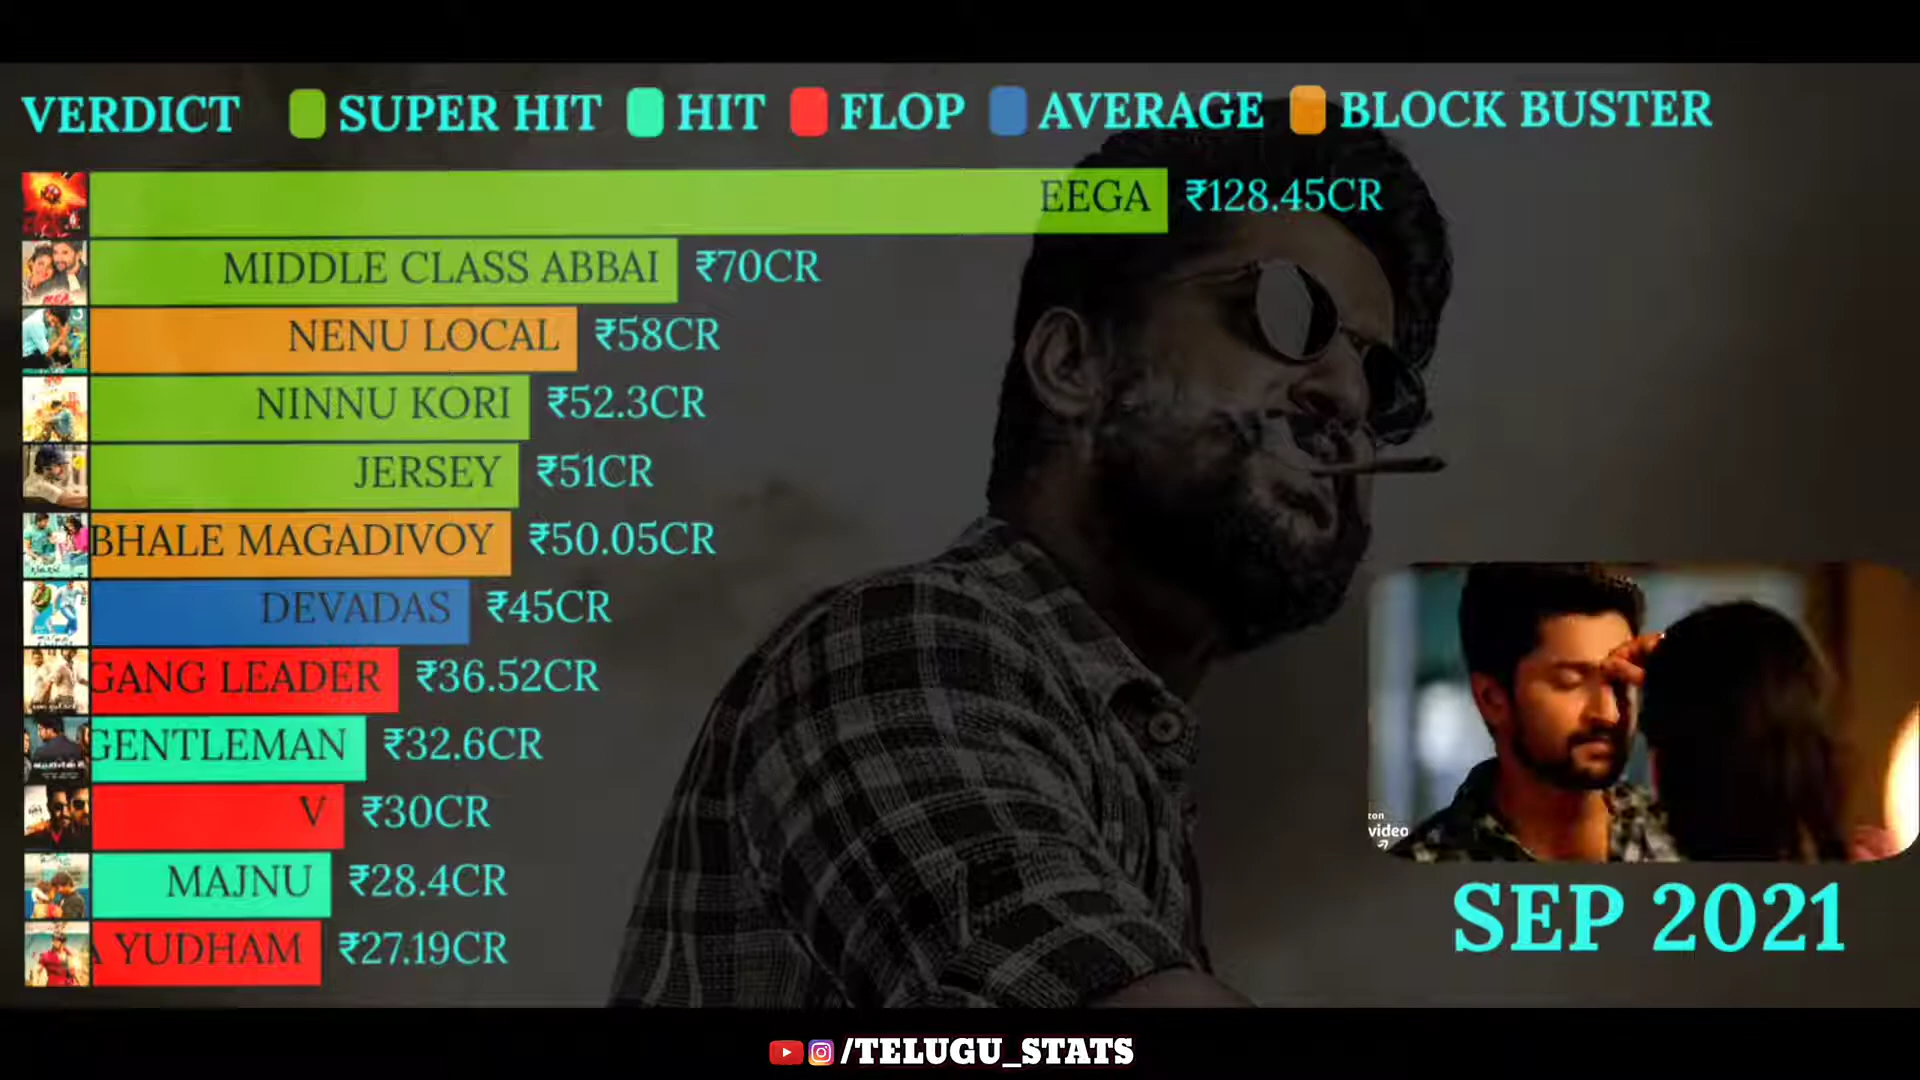 VERDICT SUPER HIT HIT FLOP AVERAGE BLOCK BUSTER
EEGA ₹128.45CR
MIDDLE CLASS ABBAI ₹70CR
NENU LOCAL ₹58CR
NINNU KORI ₹52.3CR
JERSEY ₹51CR
BHALE MAGADIVOY ₹50.05CR
DEVADAS ₹45CR
GANG LEADER ₹36.52CR
GENTLEMAN ₹32.6CR
V ₹30CR
MAJNU ₹28.4CR
A YUDHAM ₹27.19CR
zon
video
SEP 2021
/TELUGU_STATS